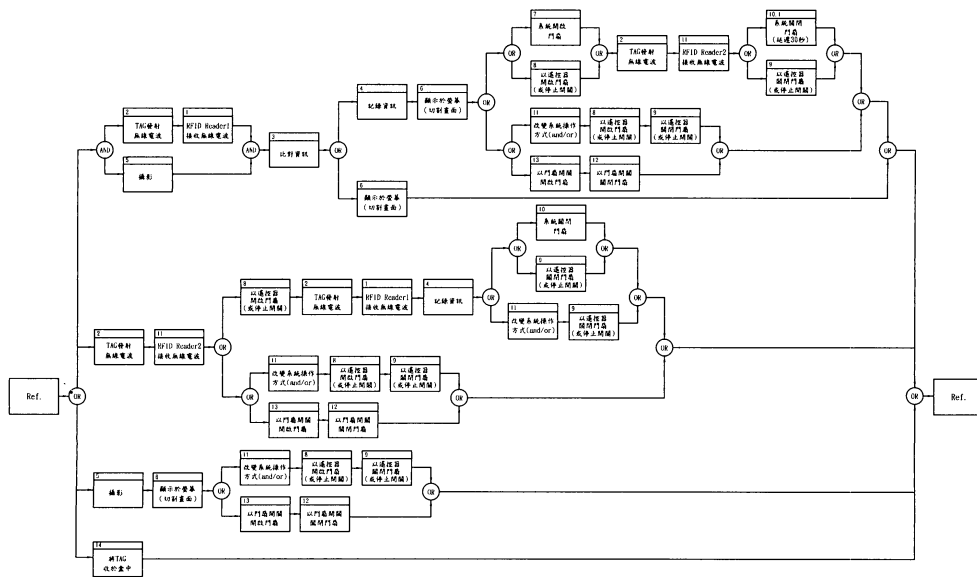 7
系統開啟
門扇
OR
8
以遙控器
開啟門扇
(或停止開關)
OR
2
TAG發射
無線電波
11
RFID Reader2
接收無線電波
OR
10.1
系統關閉
門扇
(延遲30秒)
9
以遙控器
關閉門扇
(或停止開關)
OR
4
記錄資訊
6
顯示於螢幕
(切割畫面)
OR
OR
11
改變系統操作
方式(and/or)
8
以遙控器
開啟門扇
(或停止開關)
9
以遙控器
關閉門扇
(或停止開關)
OR
13
以門扇開關
開啟門扇
12
以門扇開關
關閉門扇
OR
OR
AND
2
TAG發射
無線電波
1
RFID Reader1
接收無線電波
5
攝影
AND
3
比對資訊
OR
6
顯示於螢幕
(切割畫面)
10
系統關閉
門扇
OR
9
以遙控器
關閉門扇
(或停止開關)
OR
8
以遙控器
開啟門扇
(或停止開關)
2
TAG發射
無線電波
1
RFID Reader1
接收無線電波
4
記錄資訊
OR
11
改變系統操作
方式(and/or)
9
以遙控器
關閉門扇
(或停止開關)
OR
2
TAG發射
無線電波
11
RFID Reader2
接收無線電波
OR
OR
OR
11
改變系統操作
方式(and/or)
8
以遙控器
開啟門扇
(或停止開關)
9
以遙控器
關閉門扇
(或停止開關)
13
以門扇開關
開啟門扇
12
以門扇開關
關閉門扇
OR
Ref.
OR
OR
Ref.
5
攝影
6
顯示於螢幕
(切割畫面)
OR
11
改變系統操作
方式(and/or)
8
以遙控器
開啟門扇
(或停止開關)
9
以遙控器
關閉門扇
(或停止開關)
13
以門扇開關
開啟門扇
12
以門扇開關
關閉門扇
OR
14
將TAG
收於盒中